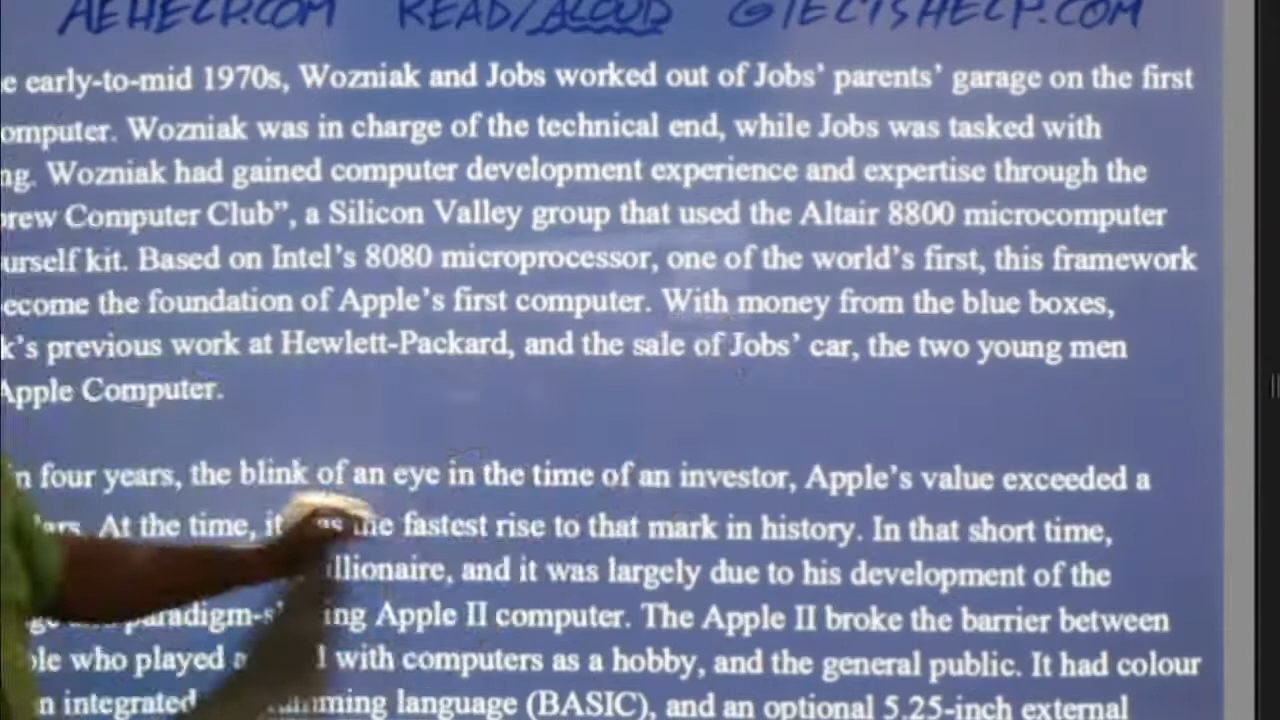 AEHELP.COM READ/ALOUD GIELTSHELP.COM
early-to-mid 1970s, Wozniak and Jobs worked out of Jobs' parents' garage on the first
Wozniak was in charge of the technical end, while Jobs was tasked with
Wozniak had gained computer development experience and expertise through the
Computer Club”, a Silicon Valley group that used the Altair 8800 microcomputer
kit. Based on Intel's 8080 microprocessor, one of the world's first, this framework
the foundation of Apple's first computer. With money from the blue boxes,
previous work at Hewlett-Packard, and the sale of Jobs' car, the two young men
Apple Computer.
four years, the blink of an eye in the time of an investor, Apple's value exceeded a
At the time, it the fastest rise to that mark in history. In that short time,
and it was largely due to his development of the
Apple II computer. The Apple II broke the barrier between
who played with computers as a hobby, and the general public. It had colour
integrated language (BASIC), and an optional 5.25-inch external